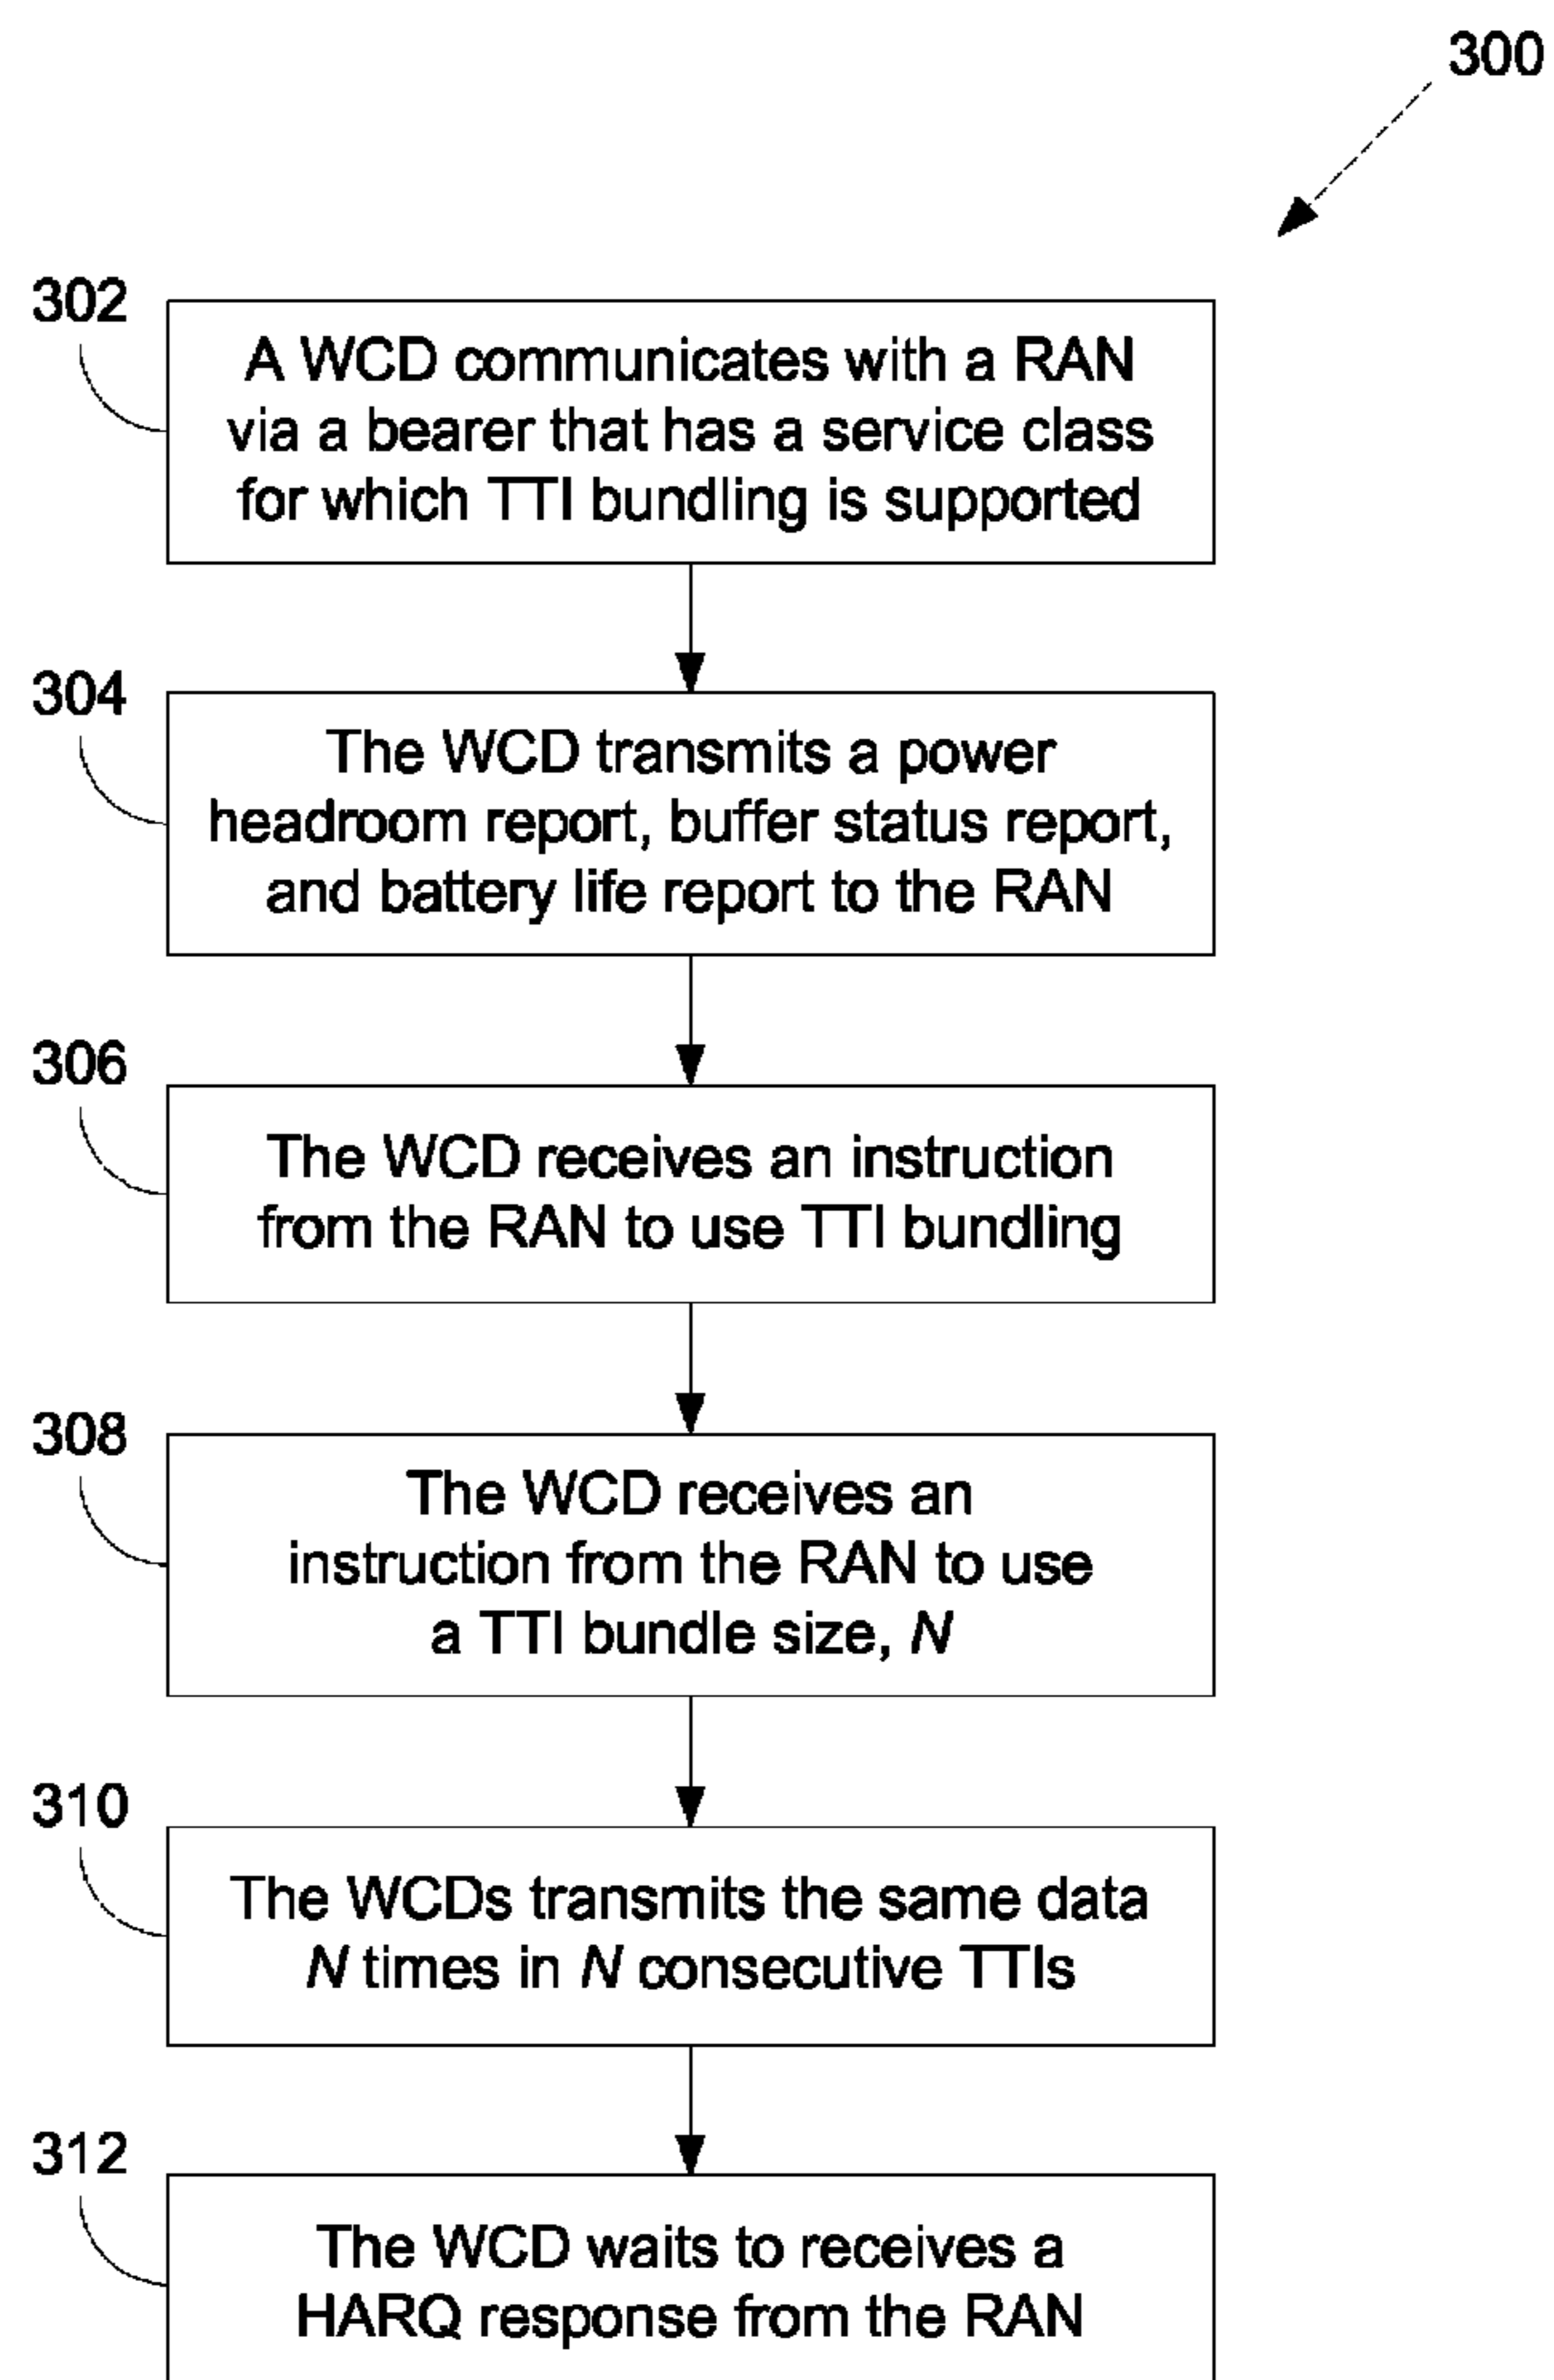 300
302
A WCD communicates with a RAN
via a bearer that has a service class
for which TTI bundling is supported
304
The WCD transmits a power
headroom report, buffer status report,
and battery life report to the RAN
306
The WCD receives an instruction
from the RAN to use TTI bundling
308
The WCD receives an
instruction from the RAN to use
a TTI bundle size, N
310
The WCDs transmits the same data
N times in N consecutive TTIs
312
The WCD waits to receives a
HARQ response from the RAN